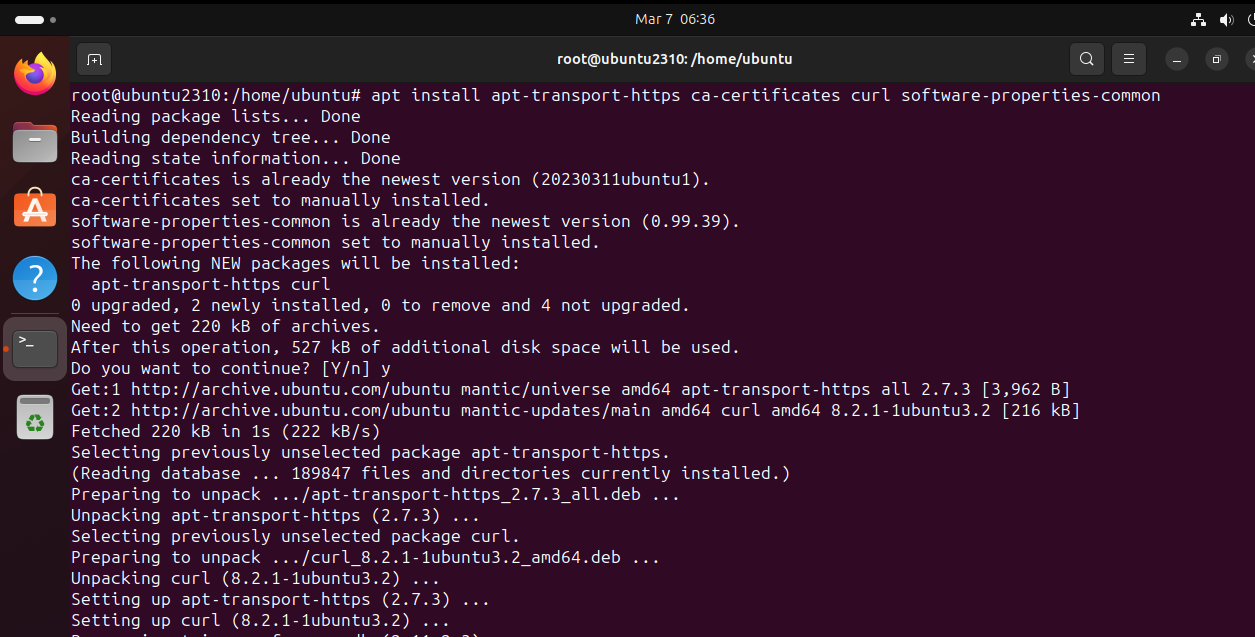 Mar 7 06:36
root@ubuntu2310: /home/ubuntu
root@ubuntu2310:/home/ubuntu# apt install apt-transport-https ca-certificates curl software-properties-common
Reading package lists... Done
Building dependency tree... Done
Reading state information... Done
ca-certificates is already the newest version (20230311ubuntu1).
ca-certificates set to manually installed.
software-properties-common is already the newest version (0.99.39).
software-properties-common set to manually installed.
The following NEW packages will be installed:
  apt-transport-https curl
0 upgraded, 2 newly installed, 0 to remove and 4 not upgraded.
Need to get 220 kB of archives.
After this operation, 527 kB of additional disk space will be used.
Do you want to continue? [Y/n] y
Get:1 http://archive.ubuntu.com/ubuntu mantic/universe amd64 apt-transport-https all 2.7.3 [3,962 B]
Get:2 http://archive.ubuntu.com/ubuntu mantic-updates/main amd64 curl amd64 8.2.1-1ubuntu3.2 [216 kB]
Fetched 220 kB in 1s (222 kB/s)
Selecting previously unselected package apt-transport-https.
(Reading database ... 189847 files and directories currently installed.)
Preparing to unpack .../apt-transport-https_2.7.3_all.deb ...
Unpacking apt-transport-https (2.7.3) ...
Selecting previously unselected package curl.
Preparing to unpack .../curl_8.2.1-1ubuntu3.2_amd64.deb ...
Unpacking curl (8.2.1-1ubuntu3.2) ...
Setting up apt-transport-https (2.7.3) ...
Setting up curl (8.2.1-1ubuntu3.2) ...